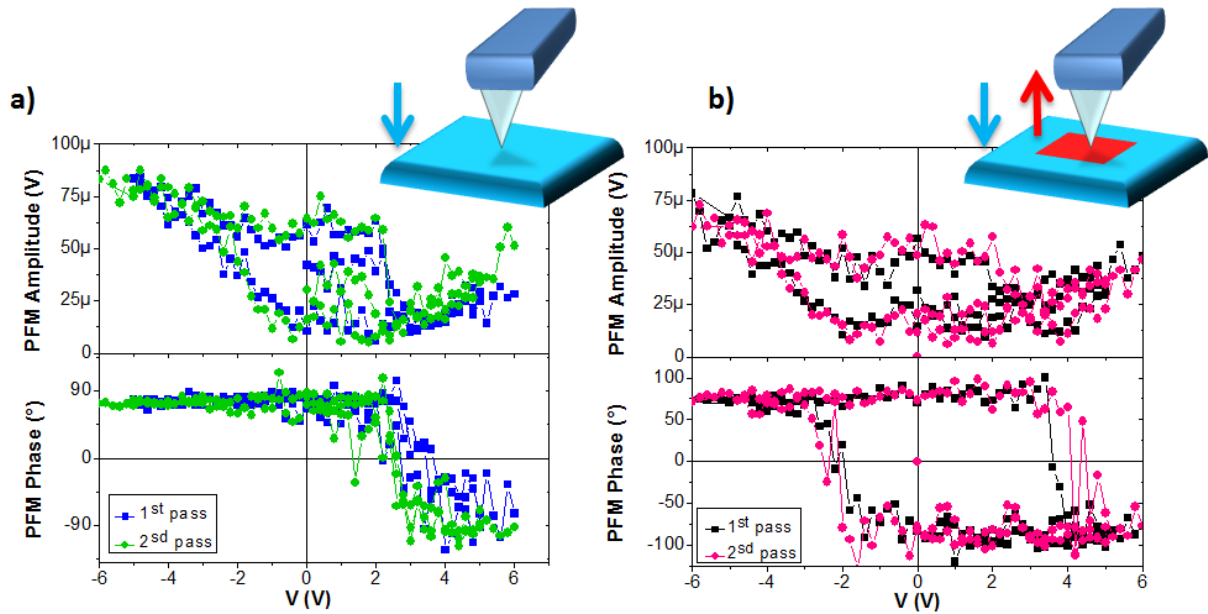 a)
PFM Amplitude (V)
100µ
75µ
50µ
25µ
0
PFM Phase (°)
90
0
-90
1st pass
2sd pass
-6 -4 -2 0 2 4 6
V (V)
b)
PFM Amplitude (V)
100µ
75µ
50µ
25µ
0
PFM Phase (°)
100
50
0
-50
-100
1st pass
2sd pass
-6 -4 -2 0 2 4 6
V (V)